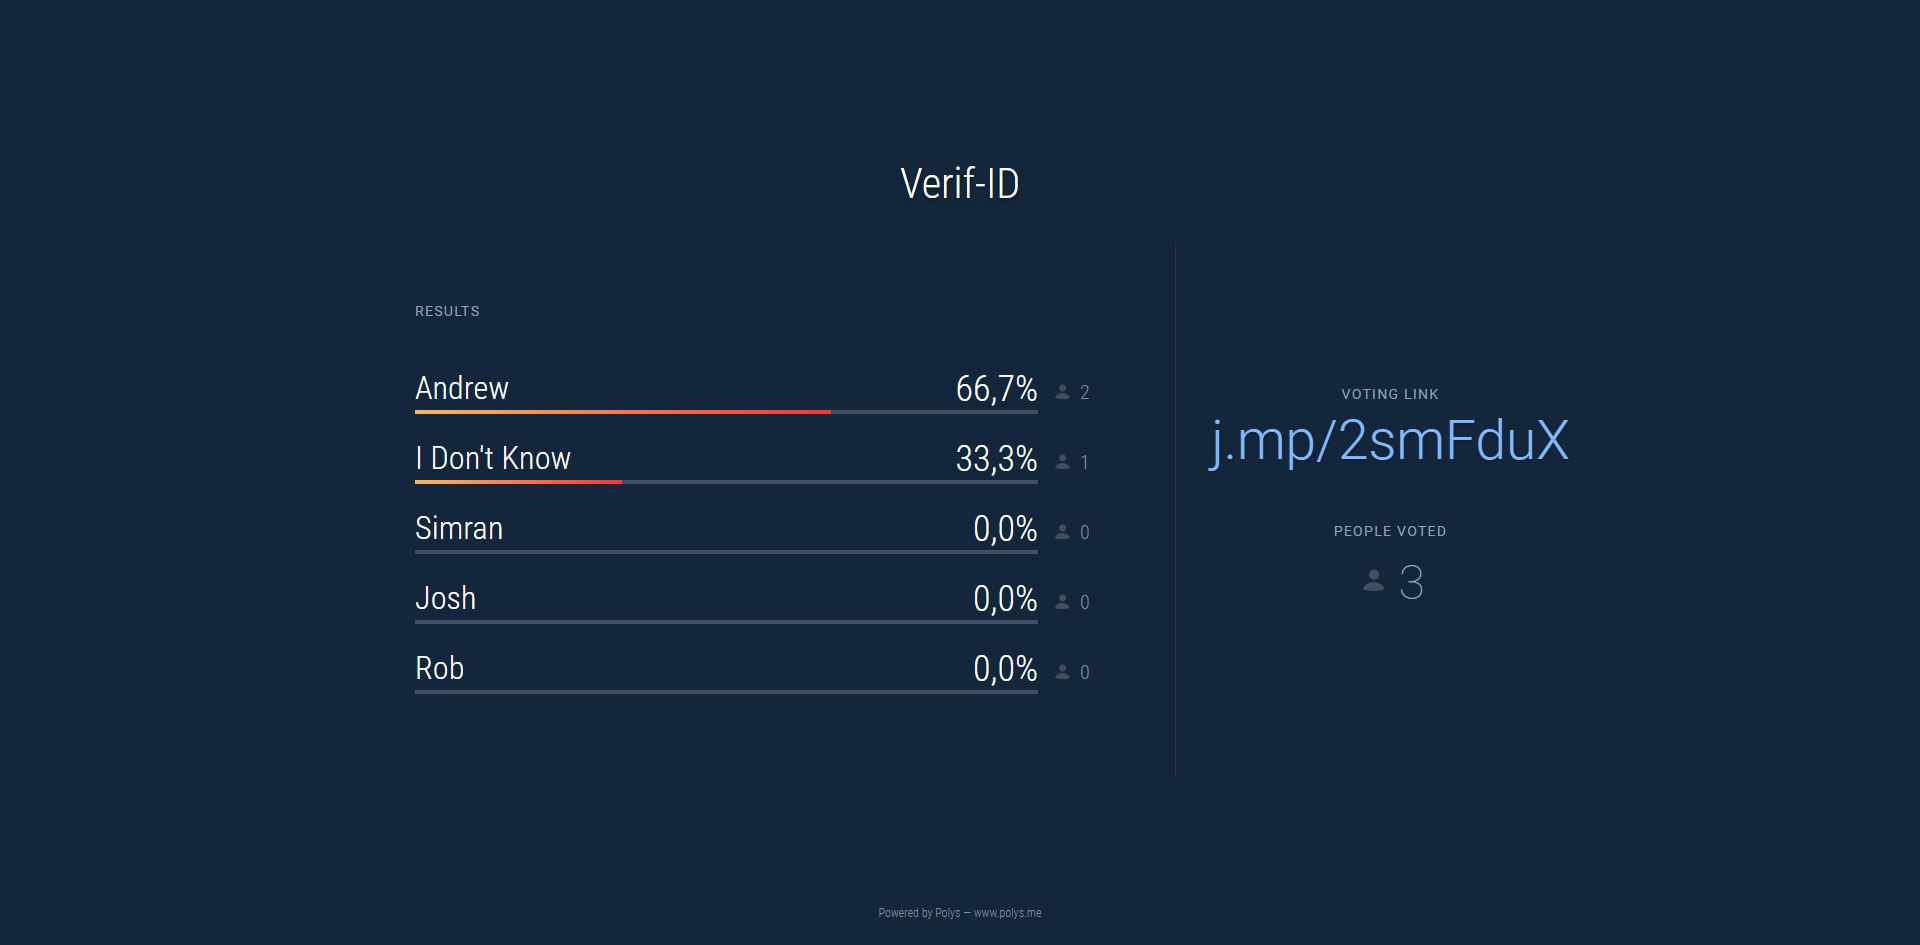 Verif-ID
RESULTS
Andrew 66,7% 2
I Don't Know 33,3% 1
Simran 0,0% 0
Josh 0,0% 0
Rob 0,0% 0
VOTING LINK
j.mp/2smFduX
PEOPLE VOTED
3
Powered by Polys — www.polys.me